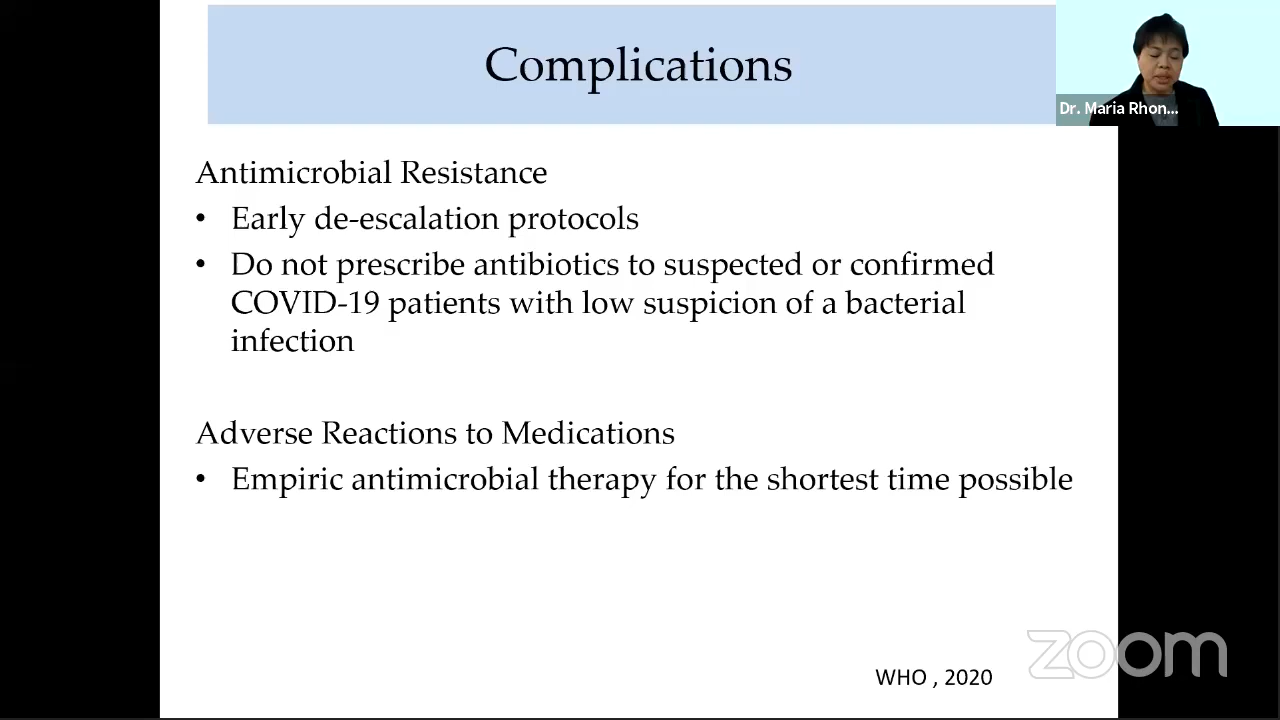 Complications
Dr. Maria Rhon...
Antimicrobial Resistance
• Early de-escalation protocols
• Do not prescribe antibiotics to suspected or confirmed
COVID-19 patients with low suspicion of a bacterial
infection
Adverse Reactions to Medications
• Empiric antimicrobial therapy for the shortest time possible
WHO , 2020
zoom